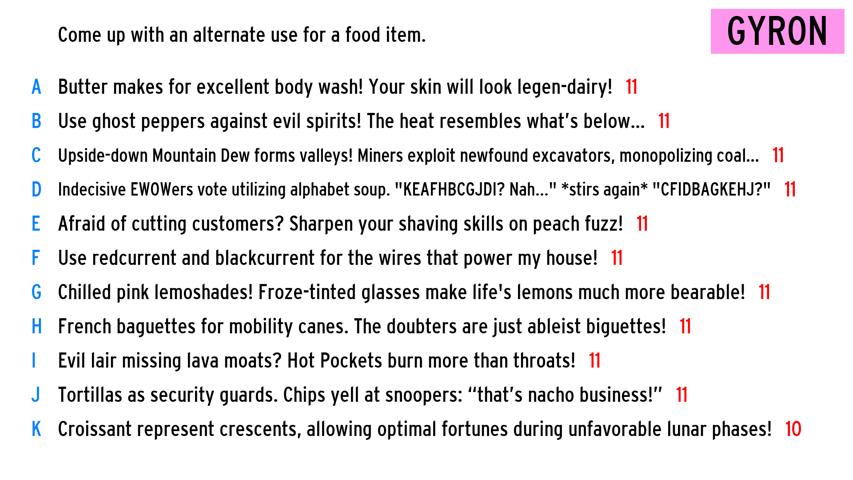 Come up with an alternate use for a food item.
GYRON
A Butter makes for excellent body wash! Your skin will look legen-dairy! 11
B Use ghost peppers against evil spirits! The heat resembles what's below... 11
C Upside-down Mountain Dew forms valleys! Miners exploit newfound excavators, monopolizing coal... 11
D Indecisive EWOWers vote utilizing alphabet soup. "KEAFHBCGJDI? Nah..." *stirs again* "CFIDBAGKEHJ?" 11
E Afraid of cutting customers? Sharpen your shaving skills on peach fuzz! 11
F Use redcurrent and blackcurrent for the wires that power my house! 11
G Chilled pink lemoshades! Froze-tinted glasses make life's lemons much more bearable! 11
H French baguettes for mobility canes. The doubters are just ableist biguettes! 11
I Evil lair missing lava moats? Hot Pockets burn more than throats! 11
J Tortillas as security guards. Chips yell at snoopers: “that’s nacho business!” 11
K Croissant represent crescents, allowing optimal fortunes during unfavorable lunar phases! 10